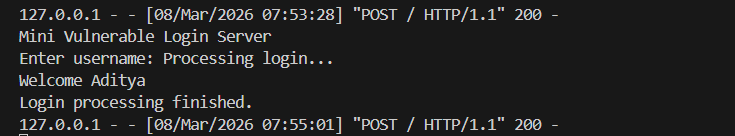 127.0.0.1 - - [08/Mar/2026 07:53:28] "POST / HTTP/1.1" 200 -
Mini Vulnerable Login Server
Enter username: Processing login...
Welcome Aditya
Login processing finished.
127.0.0.1 - - [08/Mar/2026 07:55:01] "POST / HTTP/1.1" 200 -